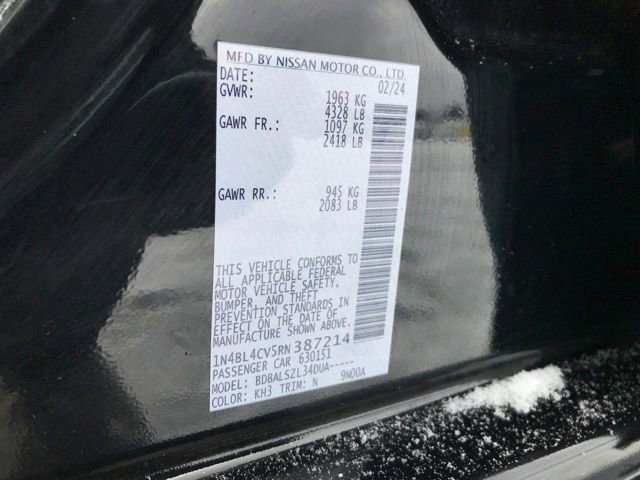 MFD BY NISSAN MOTOR CO., LTD.
DATE: 02/24
GVWR: 1963 KG
4328 LB
GAWR FR.: 1097 KG
2418 LB
GAWR RR.: 945 KG
2083 LB
THIS VEHICLE CONFORMS TO
ALL APPLICABLE FEDERAL
MOTOR VEHICLE SAFETY,
BUMPER, AND THEFT
PREVENTION STANDARDS IN
EFFECT ON THE DATE OF
MANUFACTURE SHOWN ABOVE.
1N4BL4CV5RN 387214
PASSENGER CAR 630151
MODEL: BDBALSZL34DUA-----
COLOR: KH3 TRIM: N 9N00A